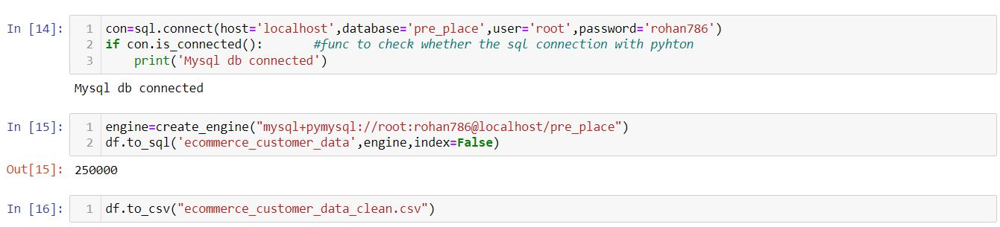 In [14]:
1 con=sql.connect(host='localhost',database='pre_place',user='root',password='rohan786')
2 if con.is_connected():       #func to check whether the sql connection with pyhton
3     print('Mysql db connected')
Mysql db connected
In [15]:
1 engine=create_engine("mysql+pymysql://root:rohan786@localhost/pre_place")
2 df.to_sql('ecommerce_customer_data',engine,index=False)
Out[15]: 250000
In [16]:
1 df.to_csv("ecommerce_customer_data_clean.csv")